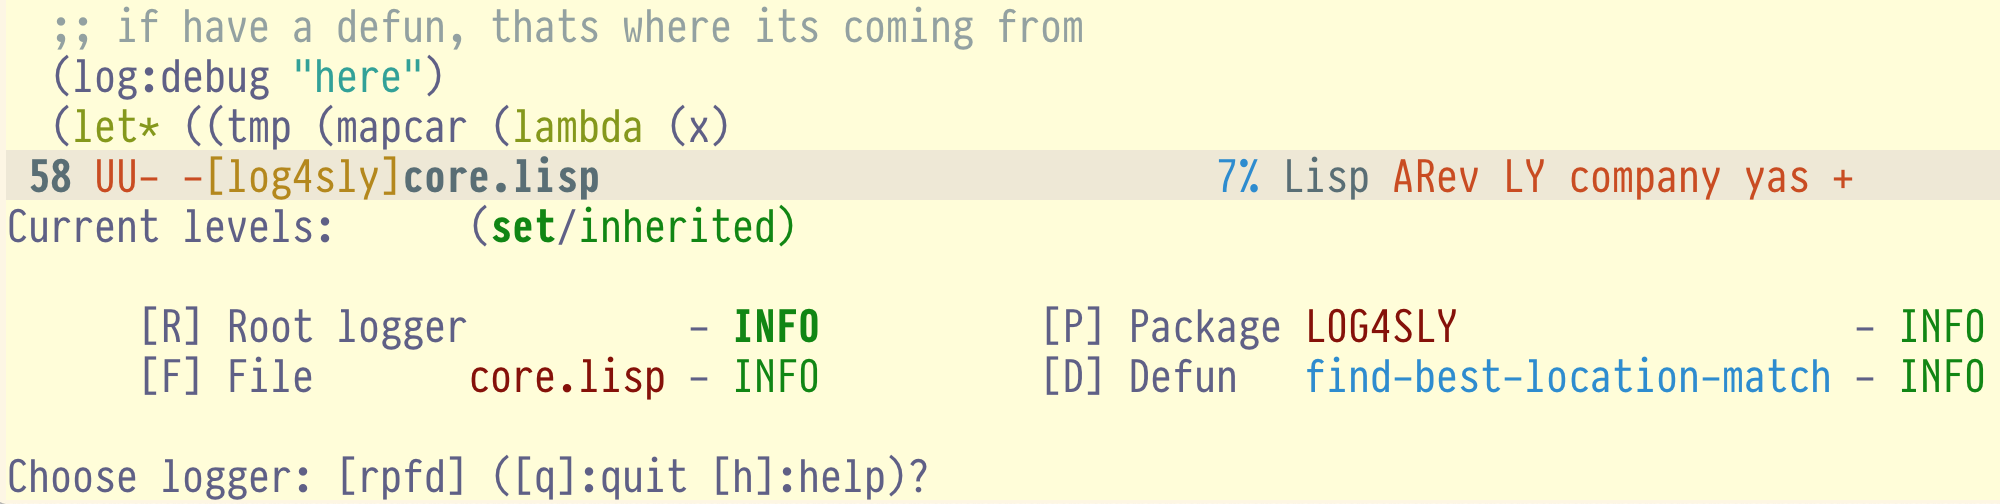 ;; if have a defun, thats where its coming from
(log:debug "here")
(let* ((tmp (mapcar (lambda (x)
58 UU- -[log4sly]core.lisp 7% Lisp ARev LY company yas +
Current levels: (set/inherited)
[R] Root logger - INFO [P] Package LOG4SLY - INFO
[F] File core.lisp - INFO [D] Defun find-best-location-match - INFO
Choose logger: [rpfd] ([q]:quit [h]:help)?